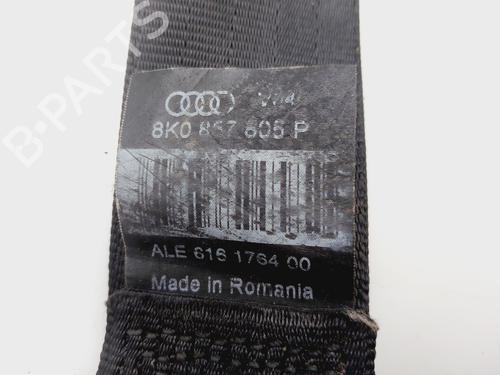 B-PARTS
8K0 857 805 P
ALE 616 1764 00
Made in Romania